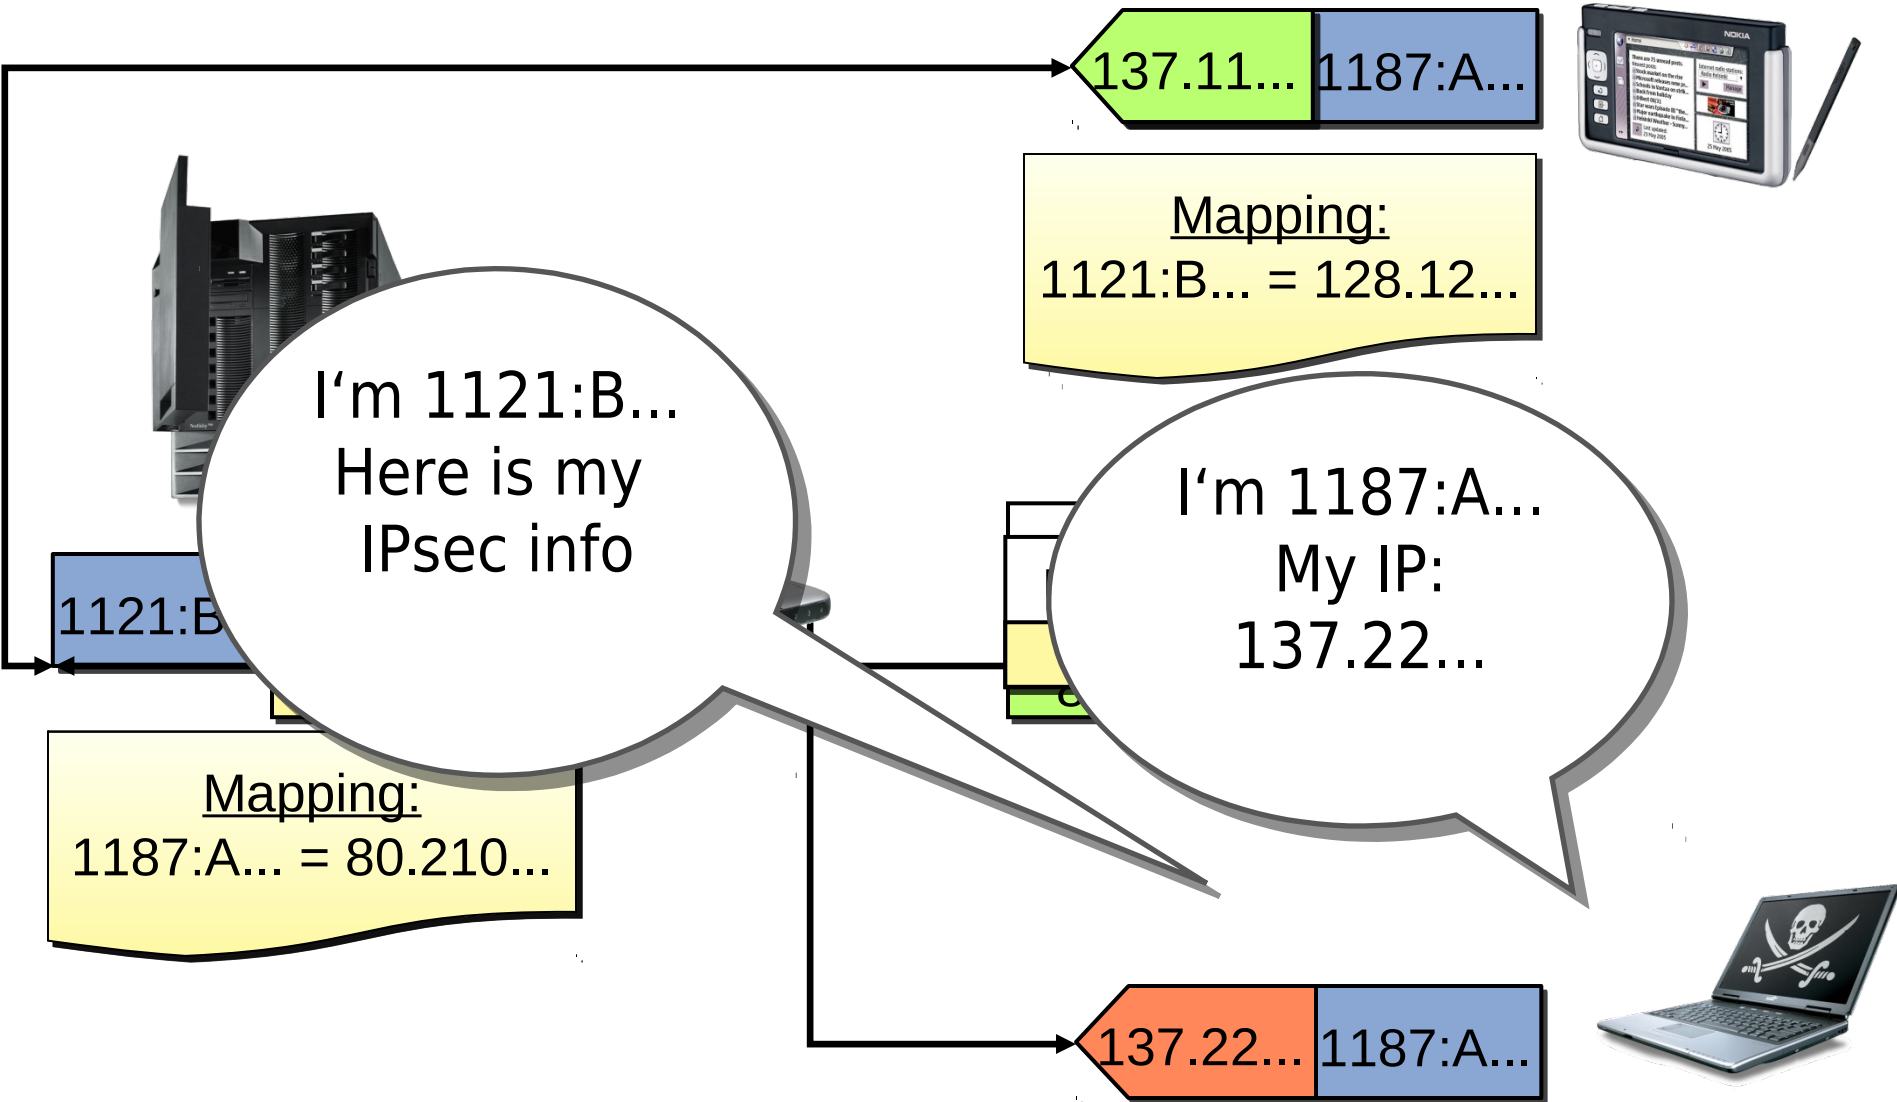 137.11...
1187:A...
NOKIA
Mapping:
1121:B... = 128.12...
I‘m 1121:B...
Here is my
IPsec info
I‘m 1187:A...
My IP:
137.22...
1121:B
Mapping:
1187:A... = 80.210...
137.22...
1187:A...